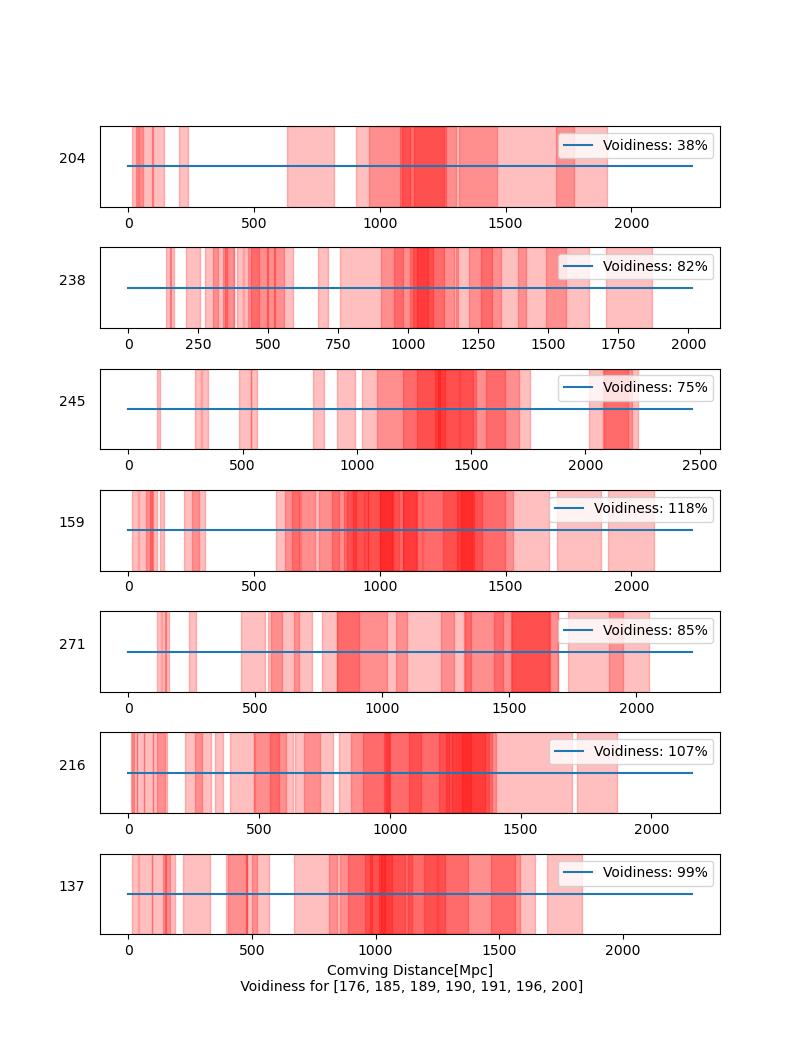 204
Voidiness: 38%
0 500 1000 1500 2000
238
Voidiness: 82%
0 250 500 750 1000 1250 1500 1750 2000
245
Voidiness: 75%
0 500 1000 1500 2000 2500
159
Voidiness: 118%
0 500 1000 1500 2000
271
Voidiness: 85%
0 500 1000 1500 2000
216
Voidiness: 107%
0 500 1000 1500 2000
137
Voidiness: 99%
0 500 1000 1500 2000
Comving Distance[Mpc]
Voidiness for [176, 185, 189, 190, 191, 196, 200]